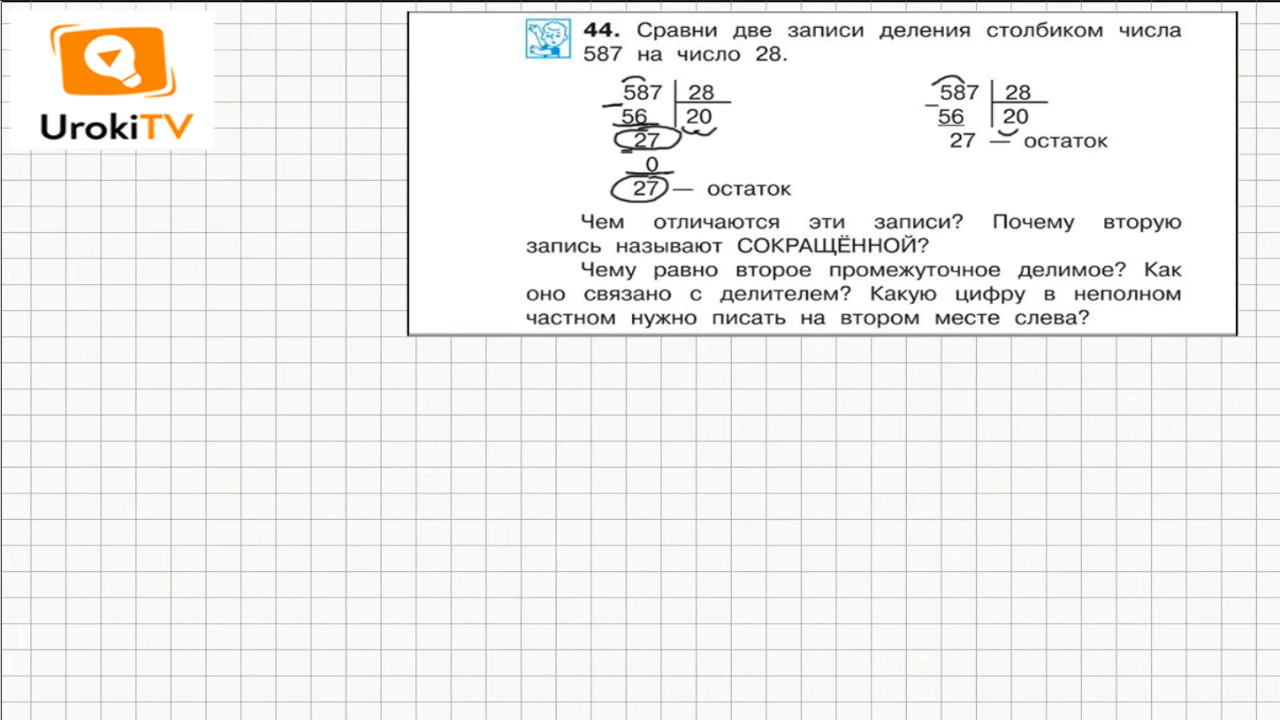 UrokiTV
44. Сравни две записи деления столбиком числа
587 на число 28.
587 28
56 20
27
0
27 — остаток
587 28
56 20
27 — остаток
Чем отличаются эти записи? Почему вторую
запись называют СОКРАЩЁННОЙ?
Чему равно второе промежуточное делимое? Как
оно связано с делителем? Какую цифру в неполном
частном нужно писать на втором месте слева?